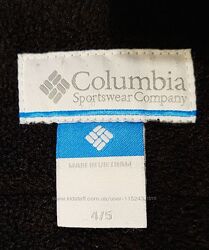 Columbia
Sportswear Company
MADE IN VIETNAM
4/5